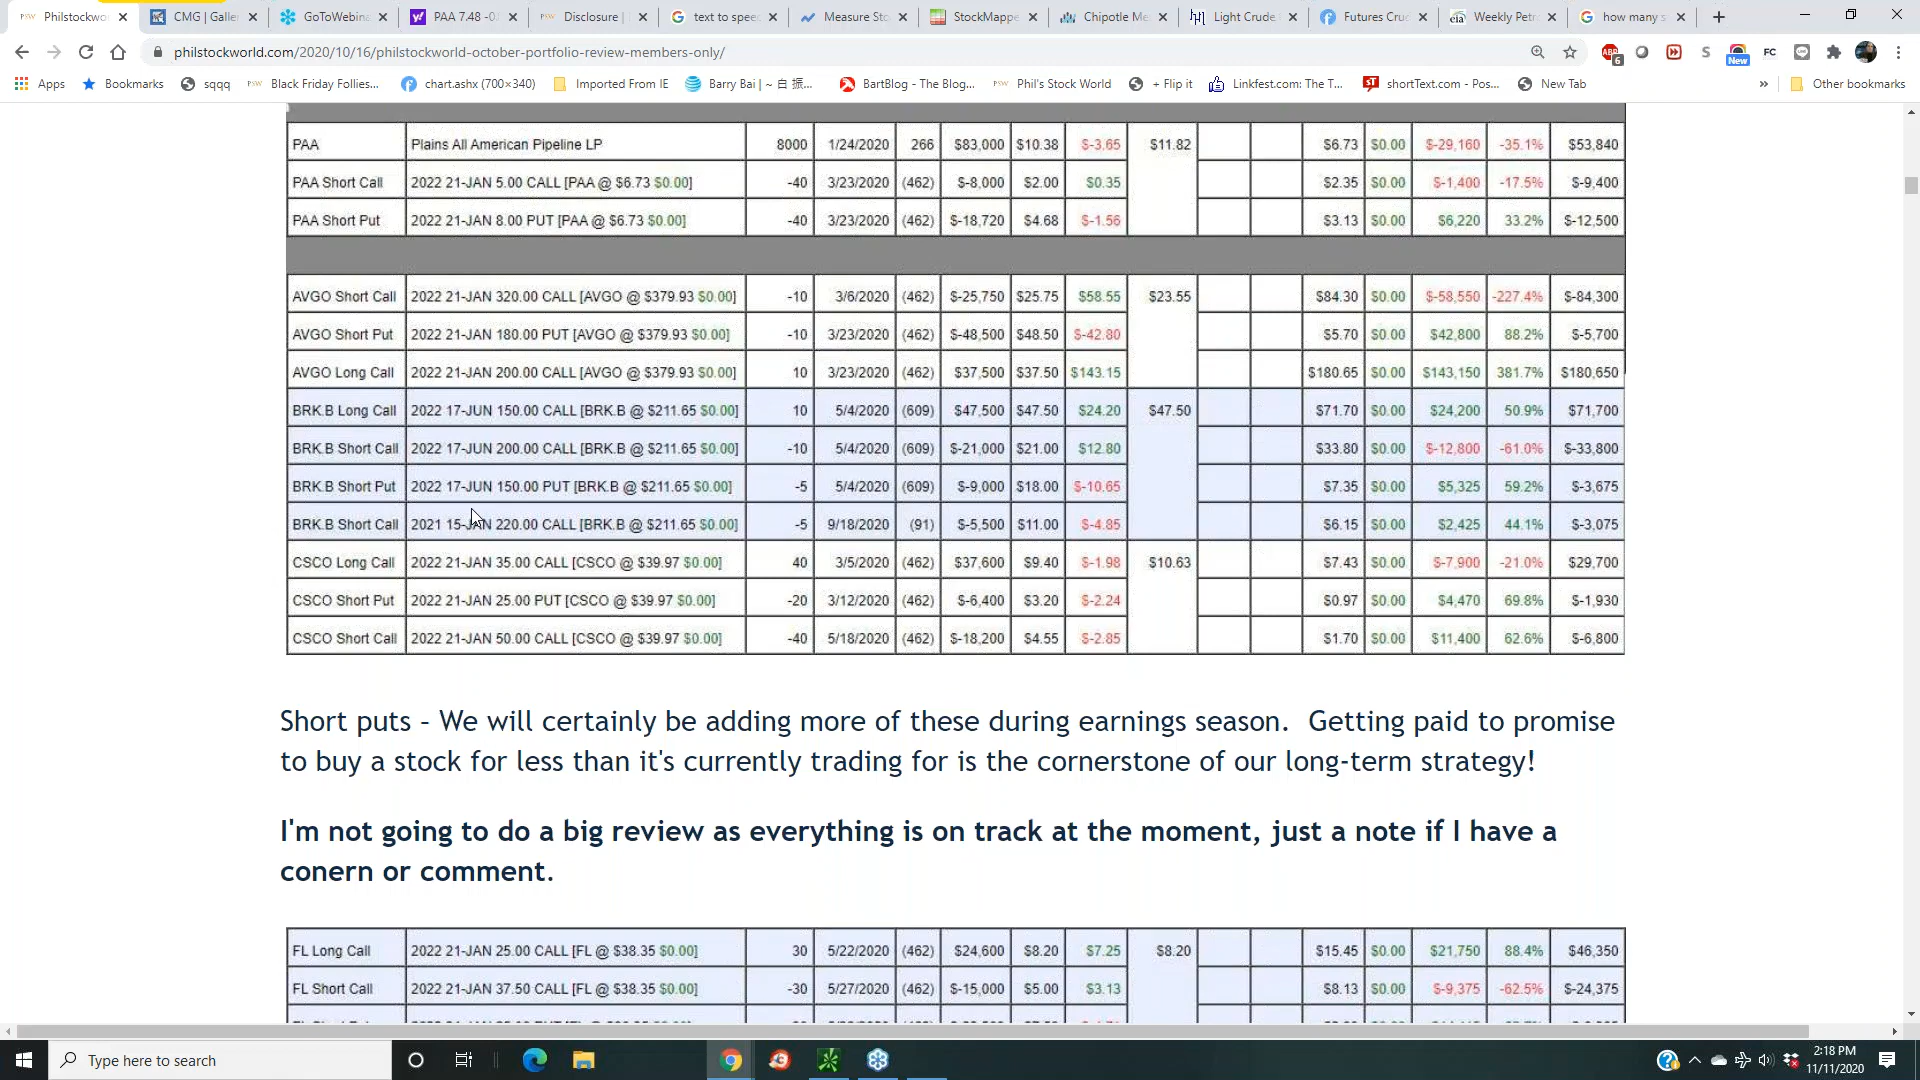 Philstockwo
CMG | Galle
GoToWebina
PAA 7.48 -0.
Disclosure |
text to spee
Measure Sto
StockMappe
Chipotle Me
Light Crude
Futures Cru
Weekly Petr
how many s
philstockworld.com/2020/10/16/philstockworld-october-portfolio-review-members-only/
6
S
New
FC
Apps Bookmarks sqqq Black Friday Follies... chart.ashx (700×340) Imported From IE Barry Bai | ~ 白 振... BartBlog - The Blog... Phil's Stock World + Flip it Linkfest.com: The T... shortText.com - Pos... New Tab » Other bookmarks
PAA Plains All American Pipeline LP 8000 1/24/2020 266 $83,000 $10.38 $-3.65 $11.82 $6.73 $0.00 $-29,160 -35.1% $53,840
PAA Short Call 2022 21-JAN 5.00 CALL [PAA @ $6.73 $0.00] -40 3/23/2020 (462) $-8,000 $2.00 $0.35 $2.35 $0.00 $-1,400 -17.5% $-9,400
PAA Short Put 2022 21-JAN 8.00 PUT [PAA @ $6.73 $0.00] -40 3/23/2020 (462) $-18,720 $4.68 $-1.56 $3.13 $0.00 $6,220 33.2% $-12,500
AVGO Short Call 2022 21-JAN 320.00 CALL [AVGO @ $379.93 $0.00] -10 3/6/2020 (462) $-25,750 $25.75 $58.55 $23.55 $84.30 $0.00 $-58,550 -227.4% $-84,300
AVGO Short Put 2022 21-JAN 180.00 PUT [AVGO @ $379.93 $0.00] -10 3/23/2020 (462) $-48,500 $48.50 $-42.80 $5.70 $0.00 $42,800 88.2% $-5,700
AVGO Long Call 2022 21-JAN 200.00 CALL [AVGO @ $379.93 $0.00] 10 3/23/2020 (462) $37,500 $37.50 $143.15 $180.65 $0.00 $143,150 381.7% $180,650
BRK.B Long Call 2022 17-JUN 150.00 CALL [BRK.B @ $211.65 $0.00] 10 5/4/2020 (609) $47,500 $47.50 $24.20 $47.50 $71.70 $0.00 $24,200 50.9% $71,700
BRK.B Short Call 2022 17-JUN 200.00 CALL [BRK.B @ $211.65 $0.00] -10 5/4/2020 (609) $-21,000 $21.00 $12.80 $33.80 $0.00 $-12,800 -61.0% $-33,800
BRK.B Short Put 2022 17-JUN 150.00 PUT [BRK.B @ $211.65 $0.00] -5 5/4/2020 (609) $-9,000 $18.00 $-10.65 $7.35 $0.00 $5,325 59.2% $-3,675
BRK.B Short Call 2021 15-JAN 220.00 CALL [BRK.B @ $211.65 $0.00] -5 9/18/2020 (91) $-5,500 $11.00 $-4.85 $6.15 $0.00 $2,425 44.1% $-3,075
CSCO Long Call 2022 21-JAN 35.00 CALL [CSCO @ $39.97 $0.00] 40 3/5/2020 (462) $37,600 $9.40 $-1.98 $10.63 $7.43 $0.00 $-7,900 -21.0% $29,700
CSCO Short Put 2022 21-JAN 25.00 PUT [CSCO @ $39.97 $0.00] -20 3/12/2020 (462) $-6,400 $3.20 $-2.24 $0.97 $0.00 $4,470 69.8% $-1,930
CSCO Short Call 2022 21-JAN 50.00 CALL [CSCO @ $39.97 $0.00] -40 5/18/2020 (462) $-18,200 $4.55 $-2.85 $1.70 $0.00 $11,400 62.6% $-6,800
Short puts – We will certainly be adding more of these during earnings season. Getting paid to promise
to buy a stock for less than it's currently trading for is the cornerstone of our long-term strategy!
I'm not going to do a big review as everything is on track at the moment, just a note if I have a
conern or comment.
FL Long Call 2022 21-JAN 25.00 CALL [FL @ $38.35 $0.00] 30 5/22/2020 (462) $24,600 $8.20 $7.25 $8.20 $15.45 $0.00 $21,750 88.4% $46,350
FL Short Call 2022 21-JAN 37.50 CALL [FL @ $38.35 $0.00] -30 5/27/2020 (462) $-15,000 $5.00 $3.13 $8.13 $0.00 $-9,375 -62.5% $-24,375
Type here to search
2:18 PM
11/11/2020